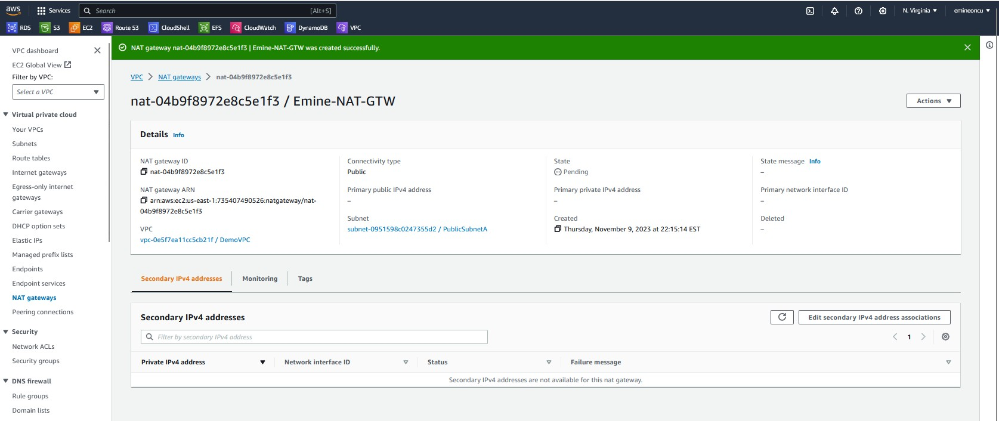 aws
Services
Search
[Alt+S]
N. Virginia
emineoncu
RDS
S3
EC2
Route 53
CloudShell
EFS
CloudWatch
DynamoDB
VPC
VPC dashboard
EC2 Global View
Filter by VPC:
Select a VPC
Virtual private cloud
Your VPCs
Subnets
Route tables
Internet gateways
Egress-only internet
gateways
Carrier gateways
DHCP option sets
Elastic IPs
Managed prefix lists
Endpoints
Endpoint services
NAT gateways
Peering connections
Security
Network ACLs
Security groups
DNS firewall
Rule groups
Domain lists
NAT gateway nat-04b9f8972e8c5e1f3 | Emine-NAT-GTW was created successfully.
VPC > NAT gateways > nat-04b9f8972e8c5e1f3
nat-04b9f8972e8c5e1f3 / Emine-NAT-GTW
Actions
Details Info
NAT gateway ID
nat-04b9f8972e8c5e1f3
Connectivity type
Public
State
Pending
State message Info
–
NAT gateway ARN
arn:aws:ec2:us-east-1:735407490526:natgateway/nat-
04b9f8972e8c5e1f3
Primary public IPv4 address
–
Primary private IPv4 address
–
Primary network interface ID
–
VPC
vpc-0e5f7ea11cc5cb21f / DemoVPC
Subnet
subnet-0951598c0247355d2 / PublicSubnetA
Created
Thursday, November 9, 2023 at 22:15:14 EST
Deleted
–
Secondary IPv4 addresses
Monitoring
Tags
Secondary IPv4 addresses
Edit secondary IPv4 address associations
Filter by secondary IPv4 address
1
Private IPv4 address
Network interface ID
Status
Failure message
Secondary IPv4 addresses are not available for this nat gateway.